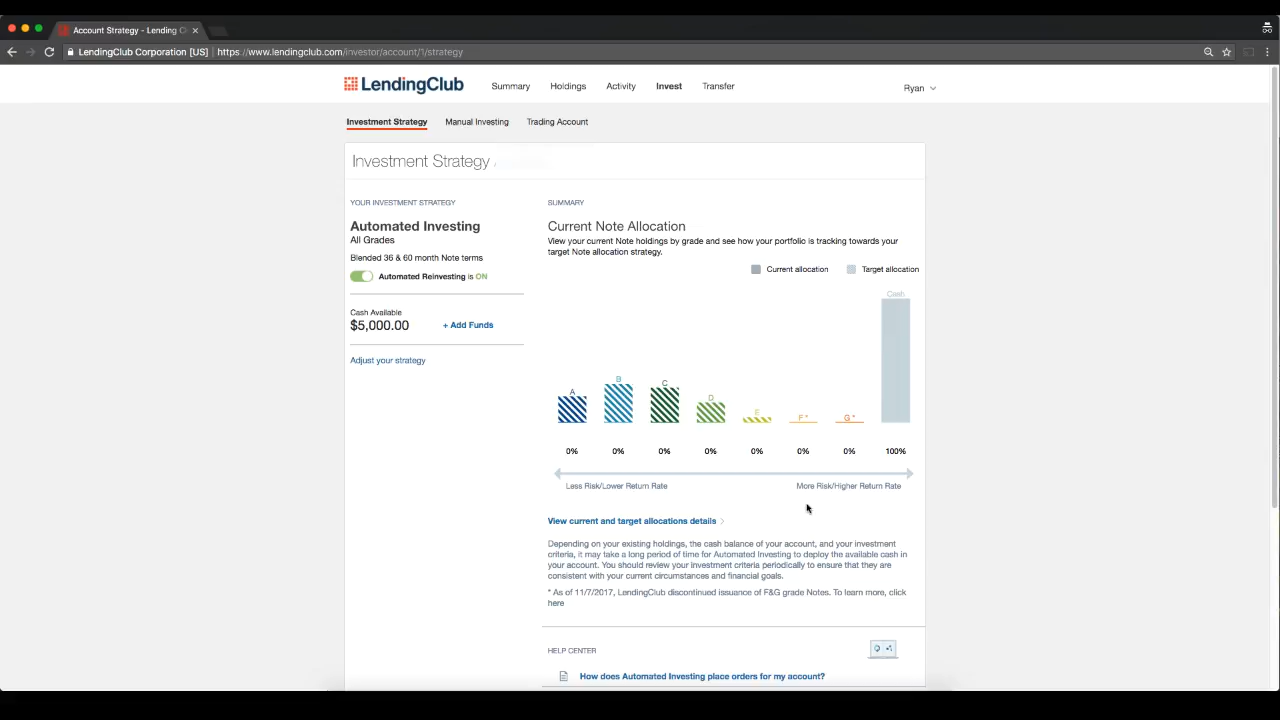 Account Strategy - Lending C
LendingClub Corporation [US] | https://www.lendingclub.com/investor/account/1/strategy
LendingClub Summary Holdings Activity Invest Transfer Ryan
Investment Strategy Manual Investing Trading Account
Investment Strategy
YOUR INVESTMENT STRATEGY
Automated Investing
All Grades
Blended 36 & 60 month Note terms
Automated Reinvesting is ON
Cash Available
$5,000.00 + Add Funds
Adjust your strategy
SUMMARY
Current Note Allocation
View your current Note holdings by grade and see how your portfolio is tracking towards your
target Note allocation strategy.
Current allocation Target allocation
A B C D E F * G * Cash
0% 0% 0% 0% 0% 0% 0% 100%
Less Risk/Lower Return Rate More Risk/Higher Return Rate
View current and target allocations details
Depending on your existing holdings, the cash balance of your account, and your investment
criteria, it may take a long period of time for Automated Investing to deploy the available cash in
your account. You should review your investment criteria periodically to ensure that they are
consistent with your current circumstances and financial goals.
* As of 11/7/2017, LendingClub discontinued issuance of F&G grade Notes. To learn more, click
here
HELP CENTER
How does Automated Investing place orders for my account?